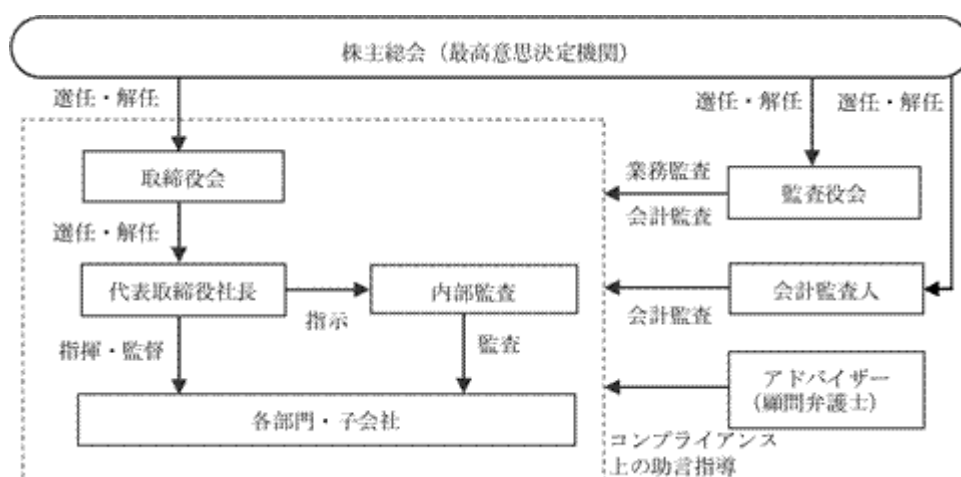 株主総会（最高意思決定機関）
選任・解任
選任・解任
選任・解任
取締役会
業務監査
監査役会
会計監査
選任・解任
代表取締役社長
内部監査
会計監査人
指示
会計監査
指揮・監督
監査
アドバイザー
（顧問弁護士）
各部門・子会社
コンプライアンス
上の助言指導